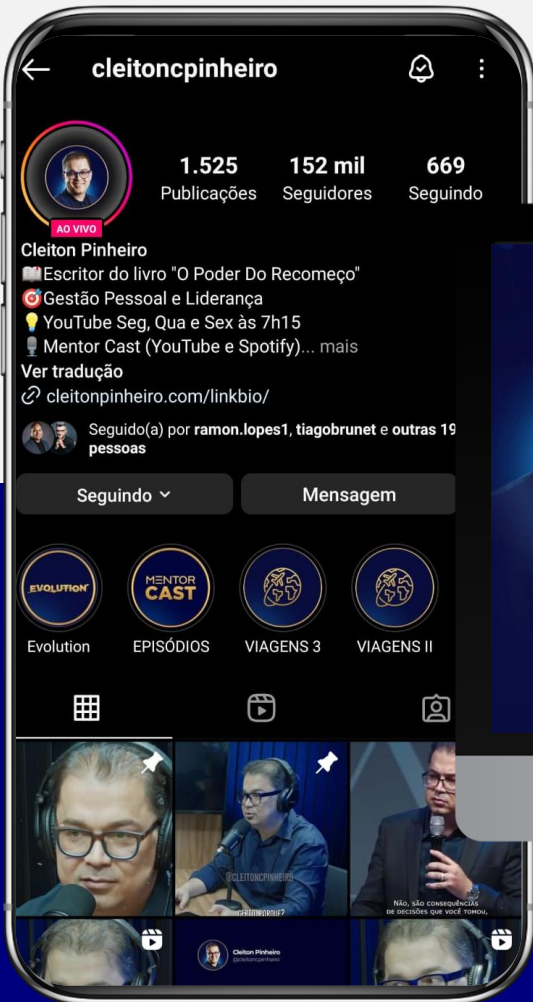 cleitoncpinheiro
1.525 152 mil 669
Publicações Seguidores Seguindo
AO VIVO
Cleiton Pinheiro
📖Escritor do livro "O Poder Do Recomeço"
🎯Gestão Pessoal e Liderança
💡YouTube Seg, Qua e Sex às 7h15
🎙️Mentor Cast (YouTube e Spotify)... mais
Ver tradução
cleitonpinheiro.com/linkbio/
Seguido(a) por ramon.lopes1, tiagobrunet e outras 19
pessoas
Seguindo Mensagem
EVOLUTION MENTOR
CAST
Evolution EPISÓDIOS VIAGENS 3 VIAGENS II
@CLEITONCPINHEIRO
CERTO PORQUE?
NÃO, SÃO CONSEQUÊNCIAS
DE DECISÕES QUE VOCÊ TOMOU,
Cleiton Pinheiro
@cleitoncpinheiro